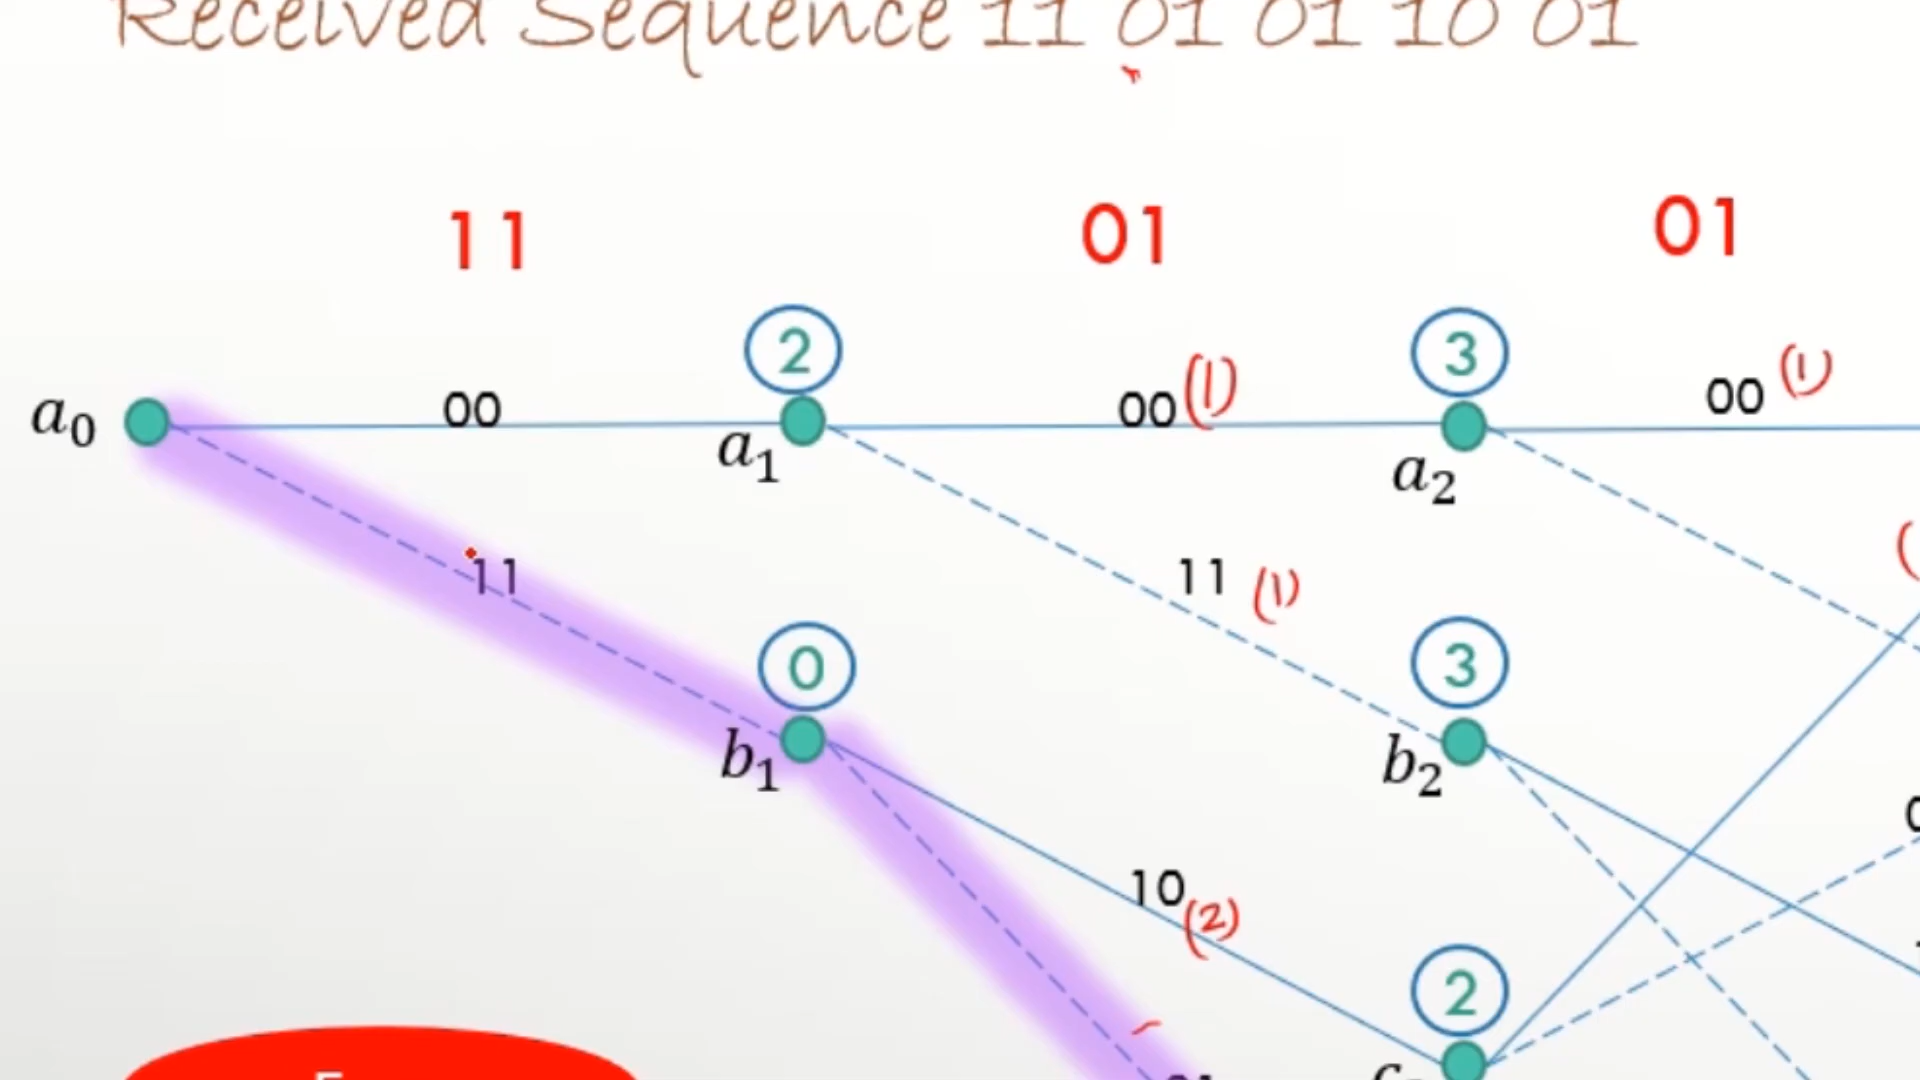 Received Sequence 11 01 01 10 01
11 01 01
2 3
a0 00 a1 00 (1) a2 00 (1)
11 11 (1)
0 3
b1 b2
10 (2)
2